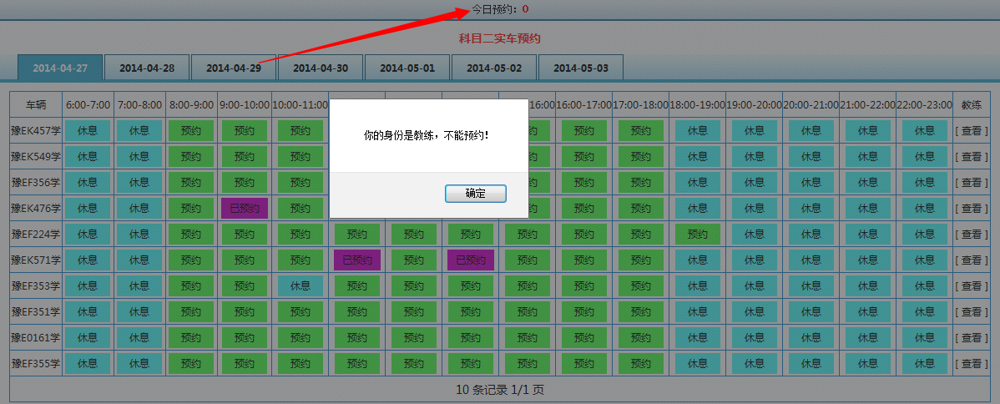 今日预约：0
科目二实车预约
2014-04-27 2014-04-28 2014-04-29 2014-04-30 2014-05-01 2014-05-02 2014-05-03
车辆 6:00-7:00 7:00-8:00 8:00-9:00 9:00-10:00 10:00-11:00 16:00 16:00-17:00 17:00-18:00 18:00-19:00 19:00-20:00 20:00-21:00 21:00-22:00 22:00-23:00 教练
豫EK457学 休息 休息 预约 预约 预约 约 预约 预约 休息 休息 休息 休息 休息 [ 查看 ]
你的身份是教练，不能预约！
豫EK549学 休息 休息 预约 预约 预约 约 预约 预约 休息 休息 休息 休息 休息 [ 查看 ]
豫EF356学 休息 休息 预约 预约 预约 约 预约 预约 休息 休息 休息 休息 休息 [ 查看 ]
确定
豫EK476学 休息 休息 预约 已预约 预约 约 预约 预约 休息 休息 休息 休息 休息 [ 查看 ]
豫EF224学 休息 休息 预约 预约 预约 预约 预约 预约 预约 预约 预约 预约 休息 休息 休息 休息 [ 查看 ]
豫EK571学 休息 休息 预约 预约 预约 已预约 预约 已预约 预约 预约 预约 休息 休息 休息 休息 休息 [ 查看 ]
豫EF353学 休息 休息 预约 预约 休息 预约 预约 预约 预约 预约 预约 休息 休息 休息 休息 休息 [ 查看 ]
豫EF351学 休息 休息 预约 预约 预约 预约 预约 预约 预约 预约 预约 休息 休息 休息 休息 休息 [ 查看 ]
豫E0161学 休息 休息 预约 预约 预约 预约 预约 预约 预约 预约 预约 休息 休息 休息 休息 休息 [ 查看 ]
豫EF355学 休息 休息 预约 预约 预约 预约 预约 预约 预约 预约 预约 休息 休息 休息 休息 休息 [ 查看 ]
10 条记录 1/1 页